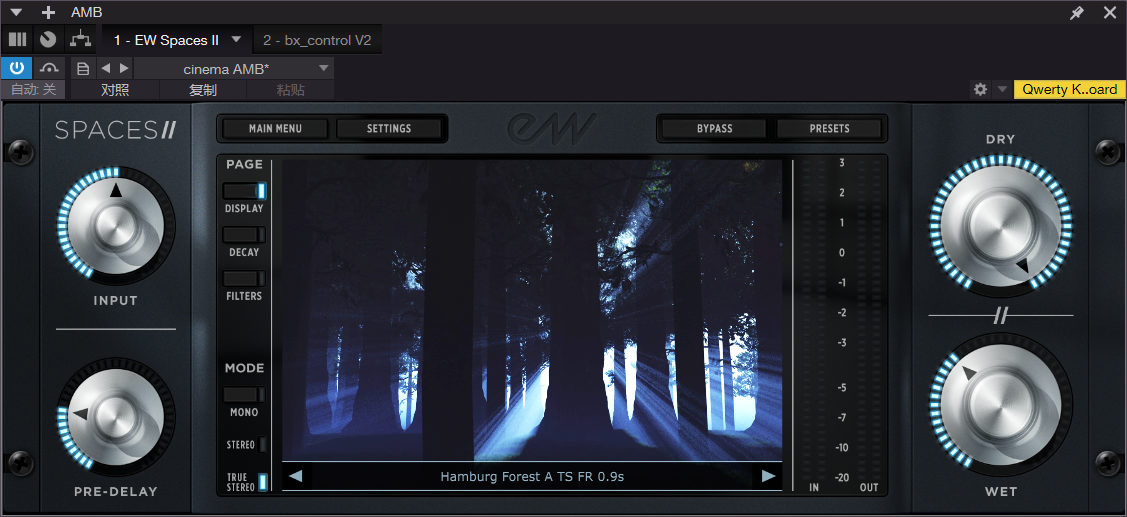 AMB
1 - EW Spaces II
2 - bx_control V2
cinema AMB*
自动: 关
对照
复制
粘贴
Qwerty K..oard
SPACES II
MAIN MENU
SETTINGS
EW
BYPASS
PRESETS
PAGE
DISPLAY
DECAY
FILTERS
MODE
MONO
STEREO
TRUE
STEREO
INPUT
PRE-DELAY
Hamburg Forest A TS FR 0.9s
3
2
1
0
-1
-2
-3
-5
-7
-10
-20
IN
OUT
DRY
WET